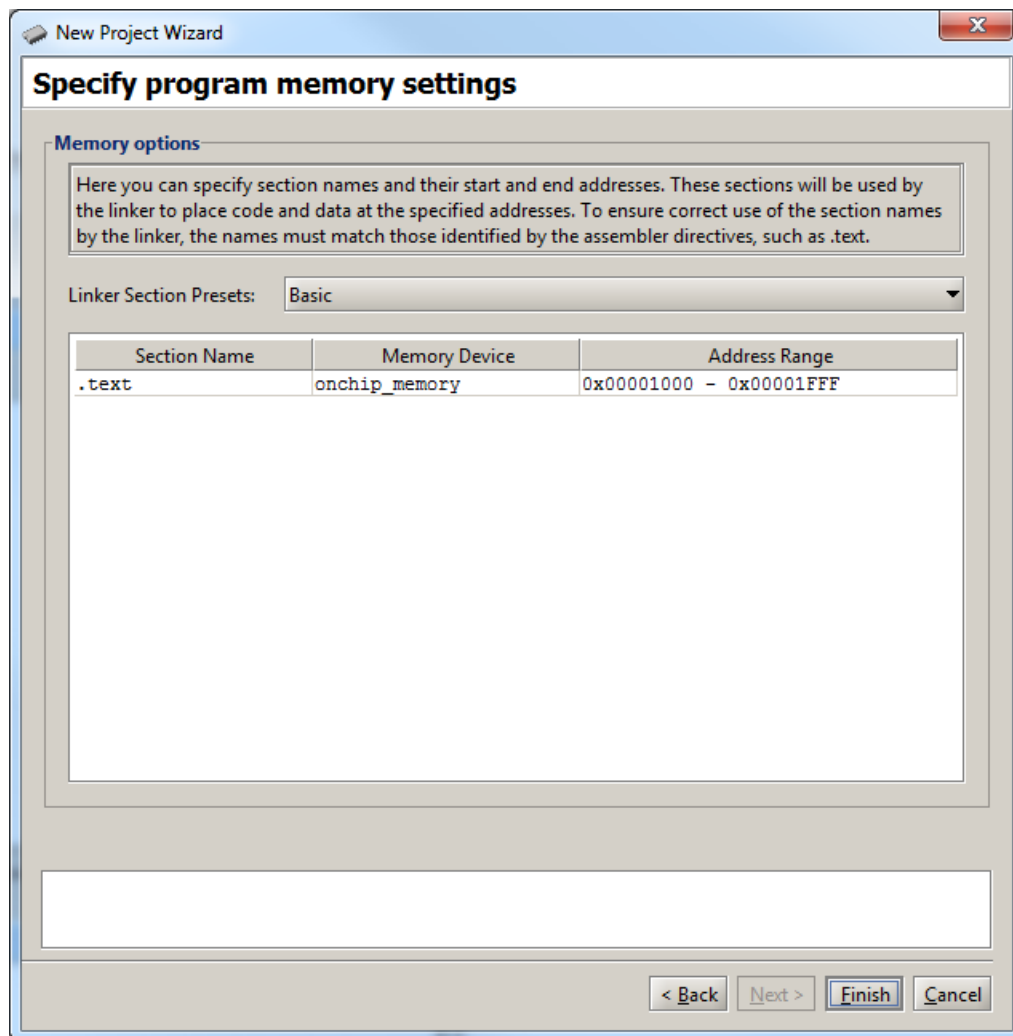 New Project Wizard
Specify program memory settings
Memory options
Here you can specify section names and their start and end addresses. These sections will be used by
the linker to place code and data at the specified addresses. To ensure correct use of the section names
by the linker, the names must match those identified by the assembler directives, such as .text.
Linker Section Presets: Basic
Section Name Memory Device Address Range
.text onchip_memory 0x00001000 - 0x00001FFF
< Back Next > Finish Cancel